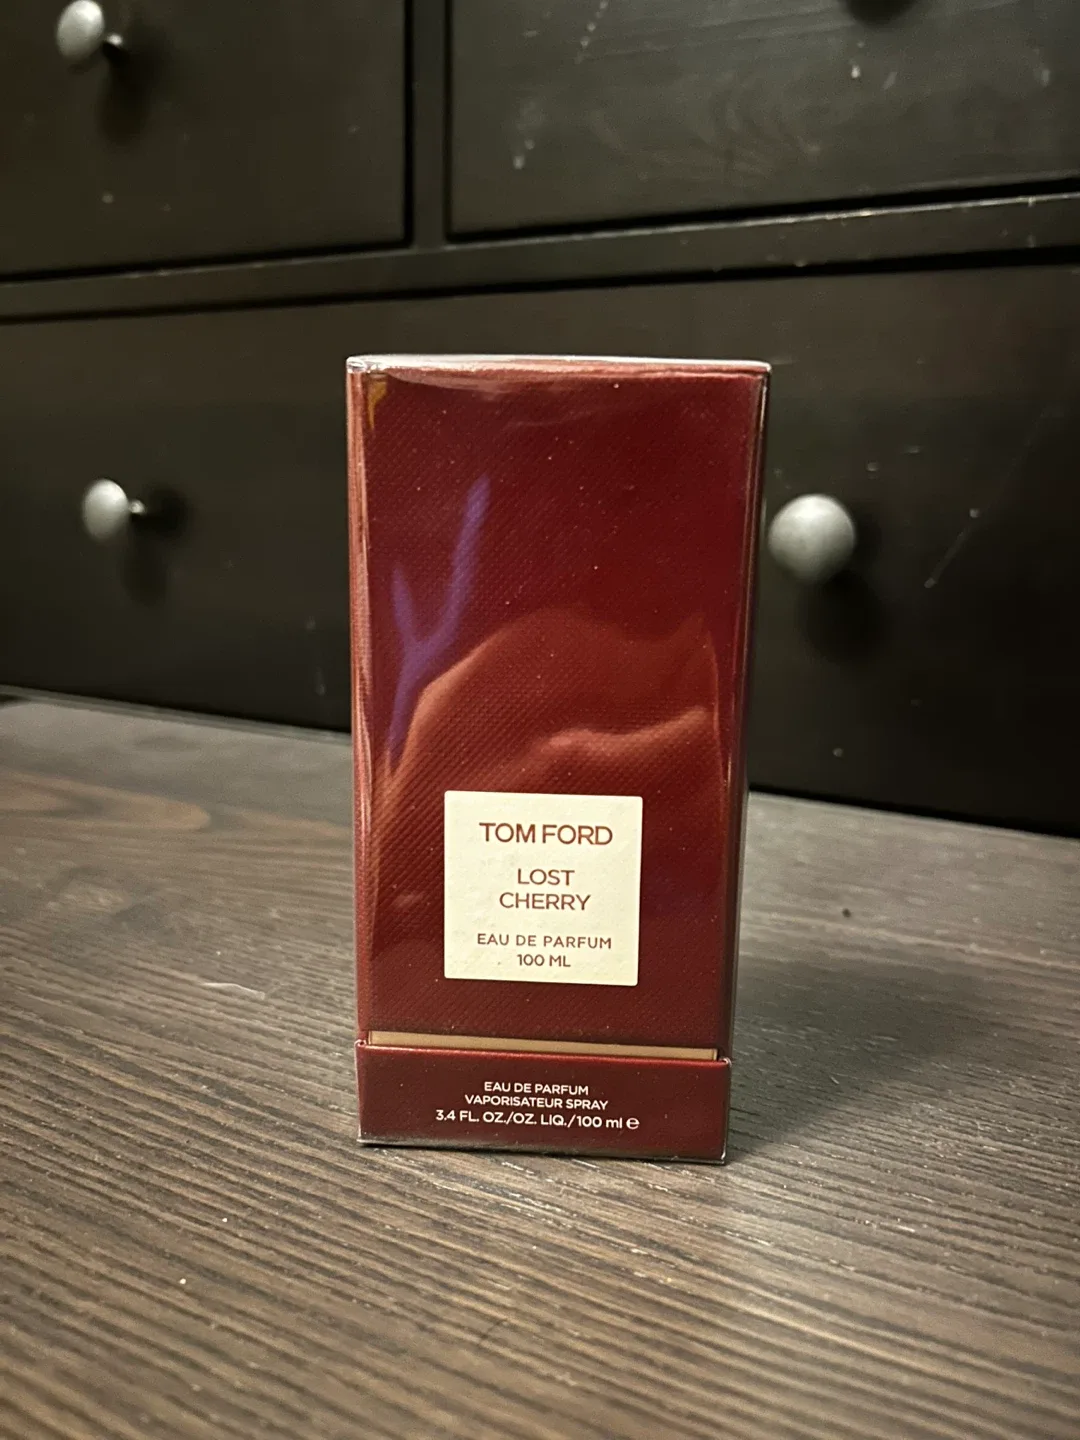 TOM FORD
LOST
CHERRY
EAU DE PARFUM
100 ML
EAU DE PARFUM
VAPORISATEUR SPRAY
3.4 FL. OZ./OZ. LIQ./100 ml ℮